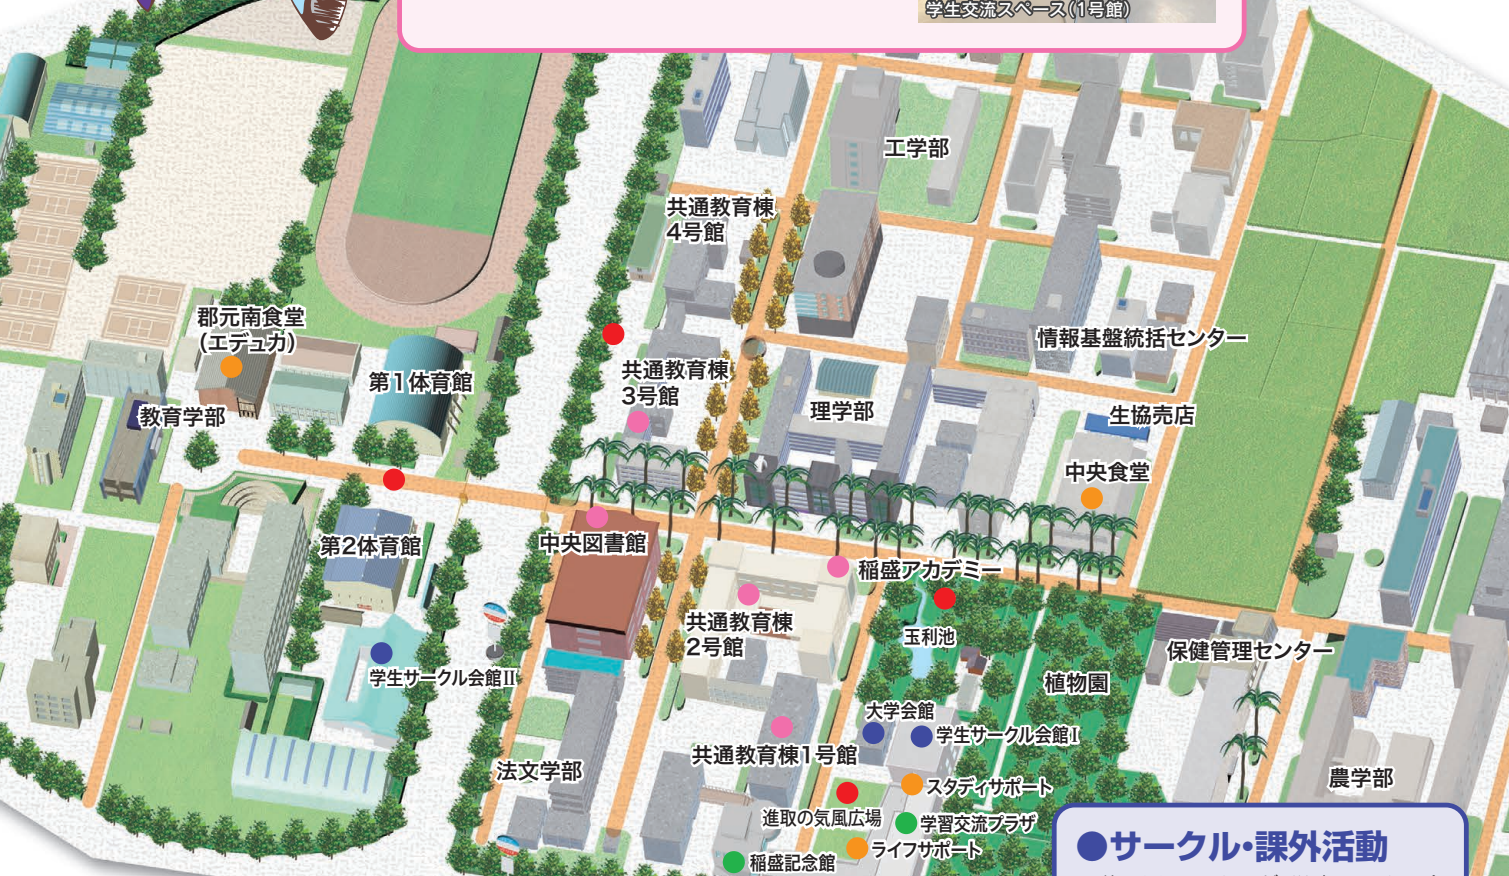 学生交流スペース(1号館)
工学部
共通教育棟
4号館
郡元南食堂
(エデュカ)
情報基盤統括センター
共通教育棟
3号館
第1体育館
教育学部
理学部
生協売店
中央食堂
第2体育館
中央図書館
稲盛アカデミー
共通教育棟
2号館
玉利池
保健管理センター
学生サークル会館Ⅱ
植物園
大学会館
学生サークル会館Ⅰ
共通教育棟1号館
法文学部
農学部
スタディサポート
進取の気風広場
学習交流プラザ
ライフサポート
稲盛記念館
●サークル・課外活動